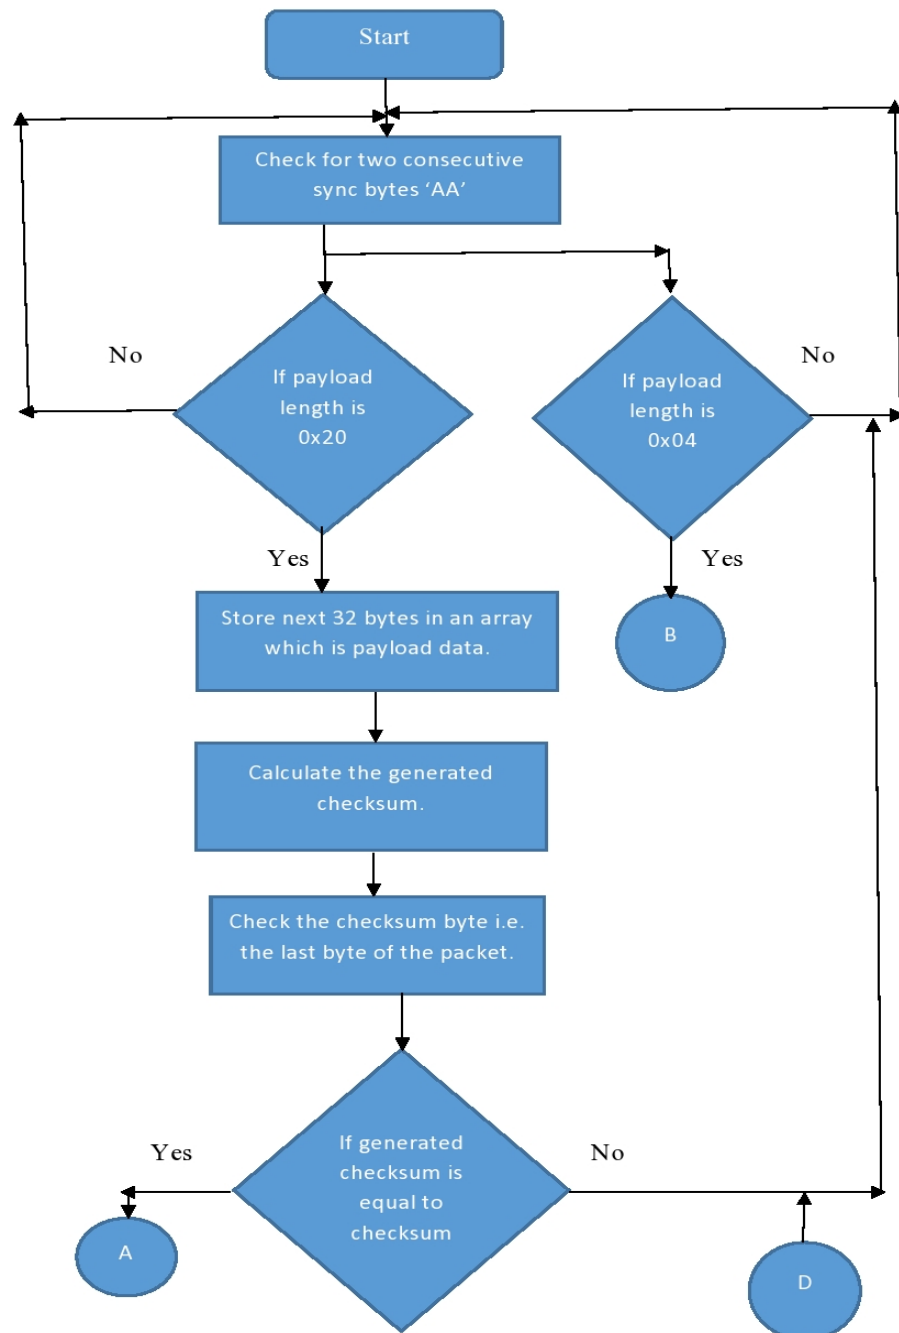 Start
Check for two consecutive
sync bytes ‘AA’
No
If payload
length is
0x20
If payload
length is
0x04
No
Yes
Yes
Store next 32 bytes in an array
which is payload data.
B
Calculate the generated
checksum.
Check the checksum byte i.e.
the last byte of the packet.
Yes
If generated
checksum is
equal to
checksum
No
A
D